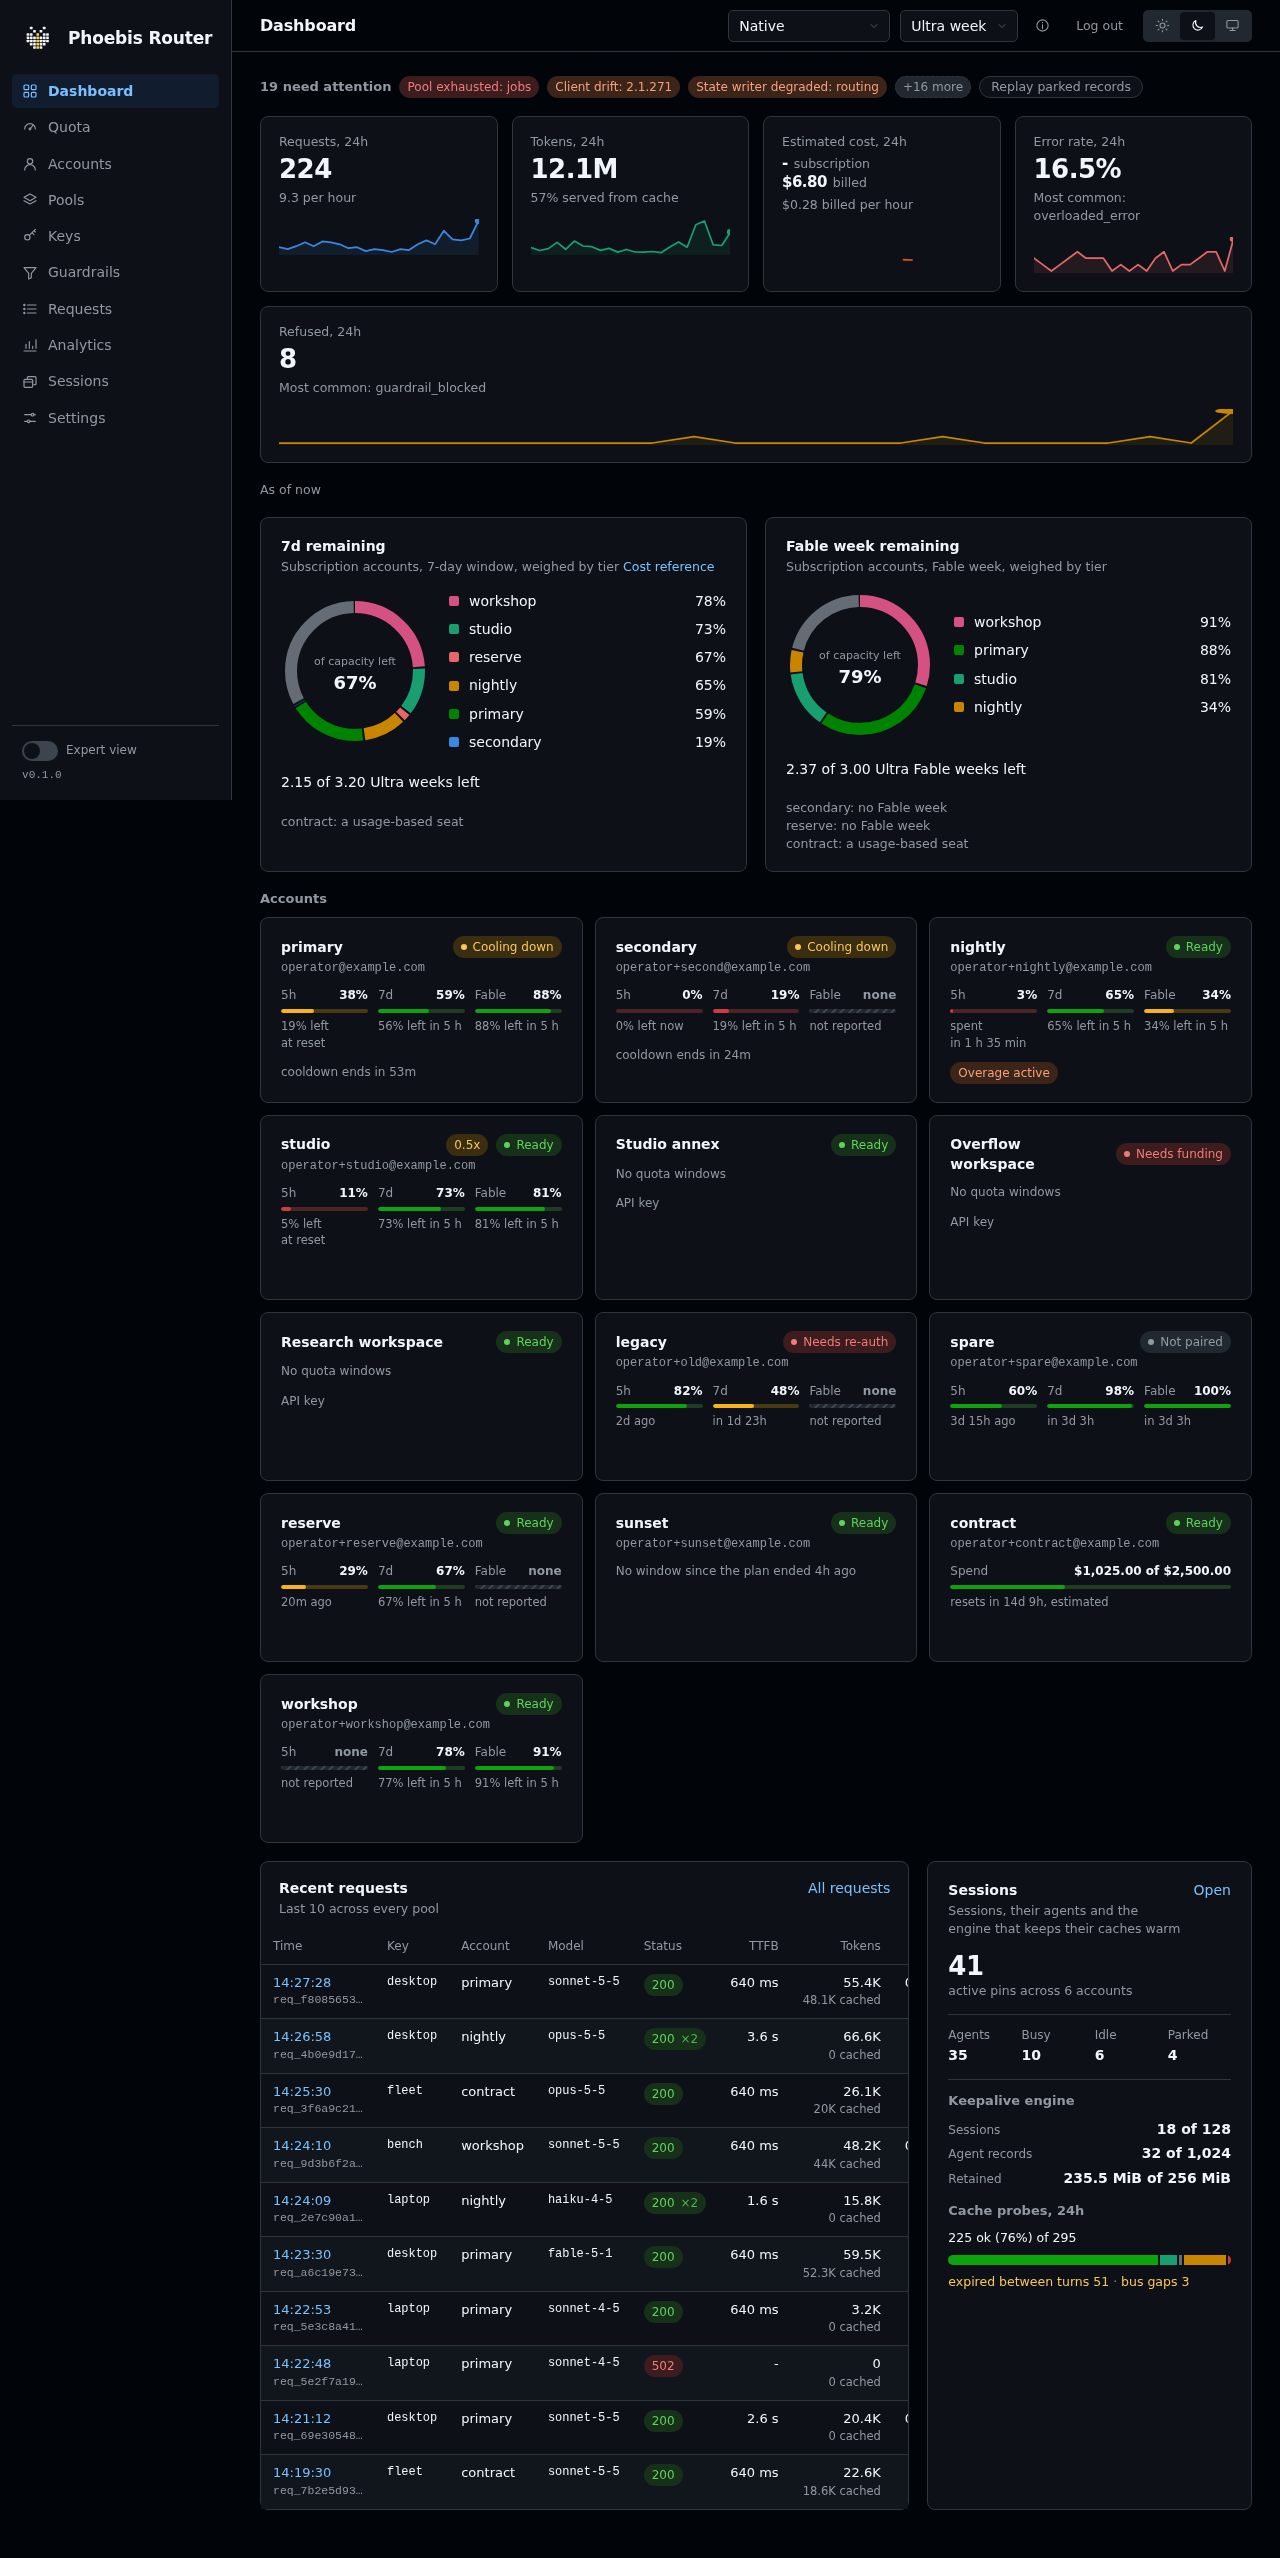 Phoebis Router
Dashboard
Quota
Accounts
Pools
Keys
Guardrails
Requests
Analytics
Sessions
Settings
Expert view
v0.1.0
Dashboard
Native
Ultra week
Log out
19 need attention
Pool exhausted: jobs
Client drift: 2.1.271
State writer degraded: routing
+16 more
Replay parked records
Requests, 24h
224
9.3 per hour
Tokens, 24h
12.1M
57% served from cache
Estimated cost, 24h
- subscription
$6.80 billed
$0.28 billed per hour
Error rate, 24h
16.5%
Most common:
overloaded_error
Refused, 24h
8
Most common: guardrail_blocked
As of now
7d remaining
Subscription accounts, 7-day window, weighed by tier Cost reference
of capacity left
67%
workshop 78%
studio 73%
reserve 67%
nightly 65%
primary 59%
secondary 19%
2.15 of 3.20 Ultra weeks left
contract: a usage-based seat
Fable week remaining
Subscription accounts, Fable week, weighed by tier
of capacity left
79%
workshop 91%
primary 88%
studio 81%
nightly 34%
2.37 of 3.00 Ultra Fable weeks left
secondary: no Fable week
reserve: no Fable week
contract: a usage-based seat
Accounts
primary Cooling down
operator@example.com
5h 38% 7d 59% Fable 88%
19% left 56% left in 5 h 88% left in 5 h
at reset
cooldown ends in 53m
secondary Cooling down
operator+second@example.com
5h 0% 7d 19% Fable none
0% left now 19% left in 5 h not reported
cooldown ends in 24m
nightly Ready
operator+nightly@example.com
5h 3% 7d 65% Fable 34%
spent 65% left in 5 h 34% left in 5 h
in 1 h 35 min
Overage active
studio 0.5x Ready
operator+studio@example.com
5h 11% 7d 73% Fable 81%
5% left 73% left in 5 h 81% left in 5 h
at reset
Studio annex Ready
No quota windows
API key
Overflow
workspace
Needs funding
No quota windows
API key
Research workspace Ready
No quota windows
API key
legacy Needs re-auth
operator+old@example.com
5h 82% 7d 48% Fable none
2d ago in 1d 23h not reported
spare Not paired
operator+spare@example.com
5h 60% 7d 98% Fable 100%
3d 15h ago in 3d 3h in 3d 3h
reserve Ready
operator+reserve@example.com
5h 29% 7d 67% Fable none
20m ago 67% left in 5 h not reported
sunset Ready
operator+sunset@example.com
No window since the plan ended 4h ago
contract Ready
operator+contract@example.com
Spend $1,025.00 of $2,500.00
resets in 14d 9h, estimated
workshop Ready
operator+workshop@example.com
5h none 7d 78% Fable 91%
not reported 77% left in 5 h 91% left in 5 h
Recent requests All requests
Last 10 across every pool
Time Key Account Model Status TTFB Tokens
14:27:28 desktop primary sonnet-5-5 200 640 ms 55.4K
req_f8085653… 48.1K cached
14:26:58 desktop nightly opus-5-5 200 ×2 3.6 s 66.6K
req_4b0e9d17… 0 cached
14:25:30 fleet contract opus-5-5 200 640 ms 26.1K
req_3f6a9c21… 20K cached
14:24:10 bench workshop sonnet-5-5 200 640 ms 48.2K
req_9d3b6f2a… 44K cached
14:24:09 laptop nightly haiku-4-5 200 ×2 1.6 s 15.8K
req_2e7c90a1… 0 cached
14:23:30 desktop primary fable-5-1 200 640 ms 59.5K
req_a6c19e73… 52.3K cached
14:22:53 laptop primary sonnet-4-5 200 640 ms 3.2K
req_5e3c8a41… 0 cached
14:22:48 laptop primary sonnet-4-5 502 - 0
req_5e2f7a19… 0 cached
14:21:12 desktop primary sonnet-5-5 200 2.6 s 20.4K
req_69e30548… 0 cached
14:19:30 fleet contract sonnet-5-5 200 640 ms 22.6K
req_7b2e5d93… 18.6K cached
Sessions Open
Sessions, their agents and the
engine that keeps their caches warm
41
active pins across 6 accounts
Agents Busy Idle Parked
35 10 6 4
Keepalive engine
Sessions 18 of 128
Agent records 32 of 1,024
Retained 235.5 MiB of 256 MiB
Cache probes, 24h
225 ok (76%) of 295
expired between turns 51 · bus gaps 3